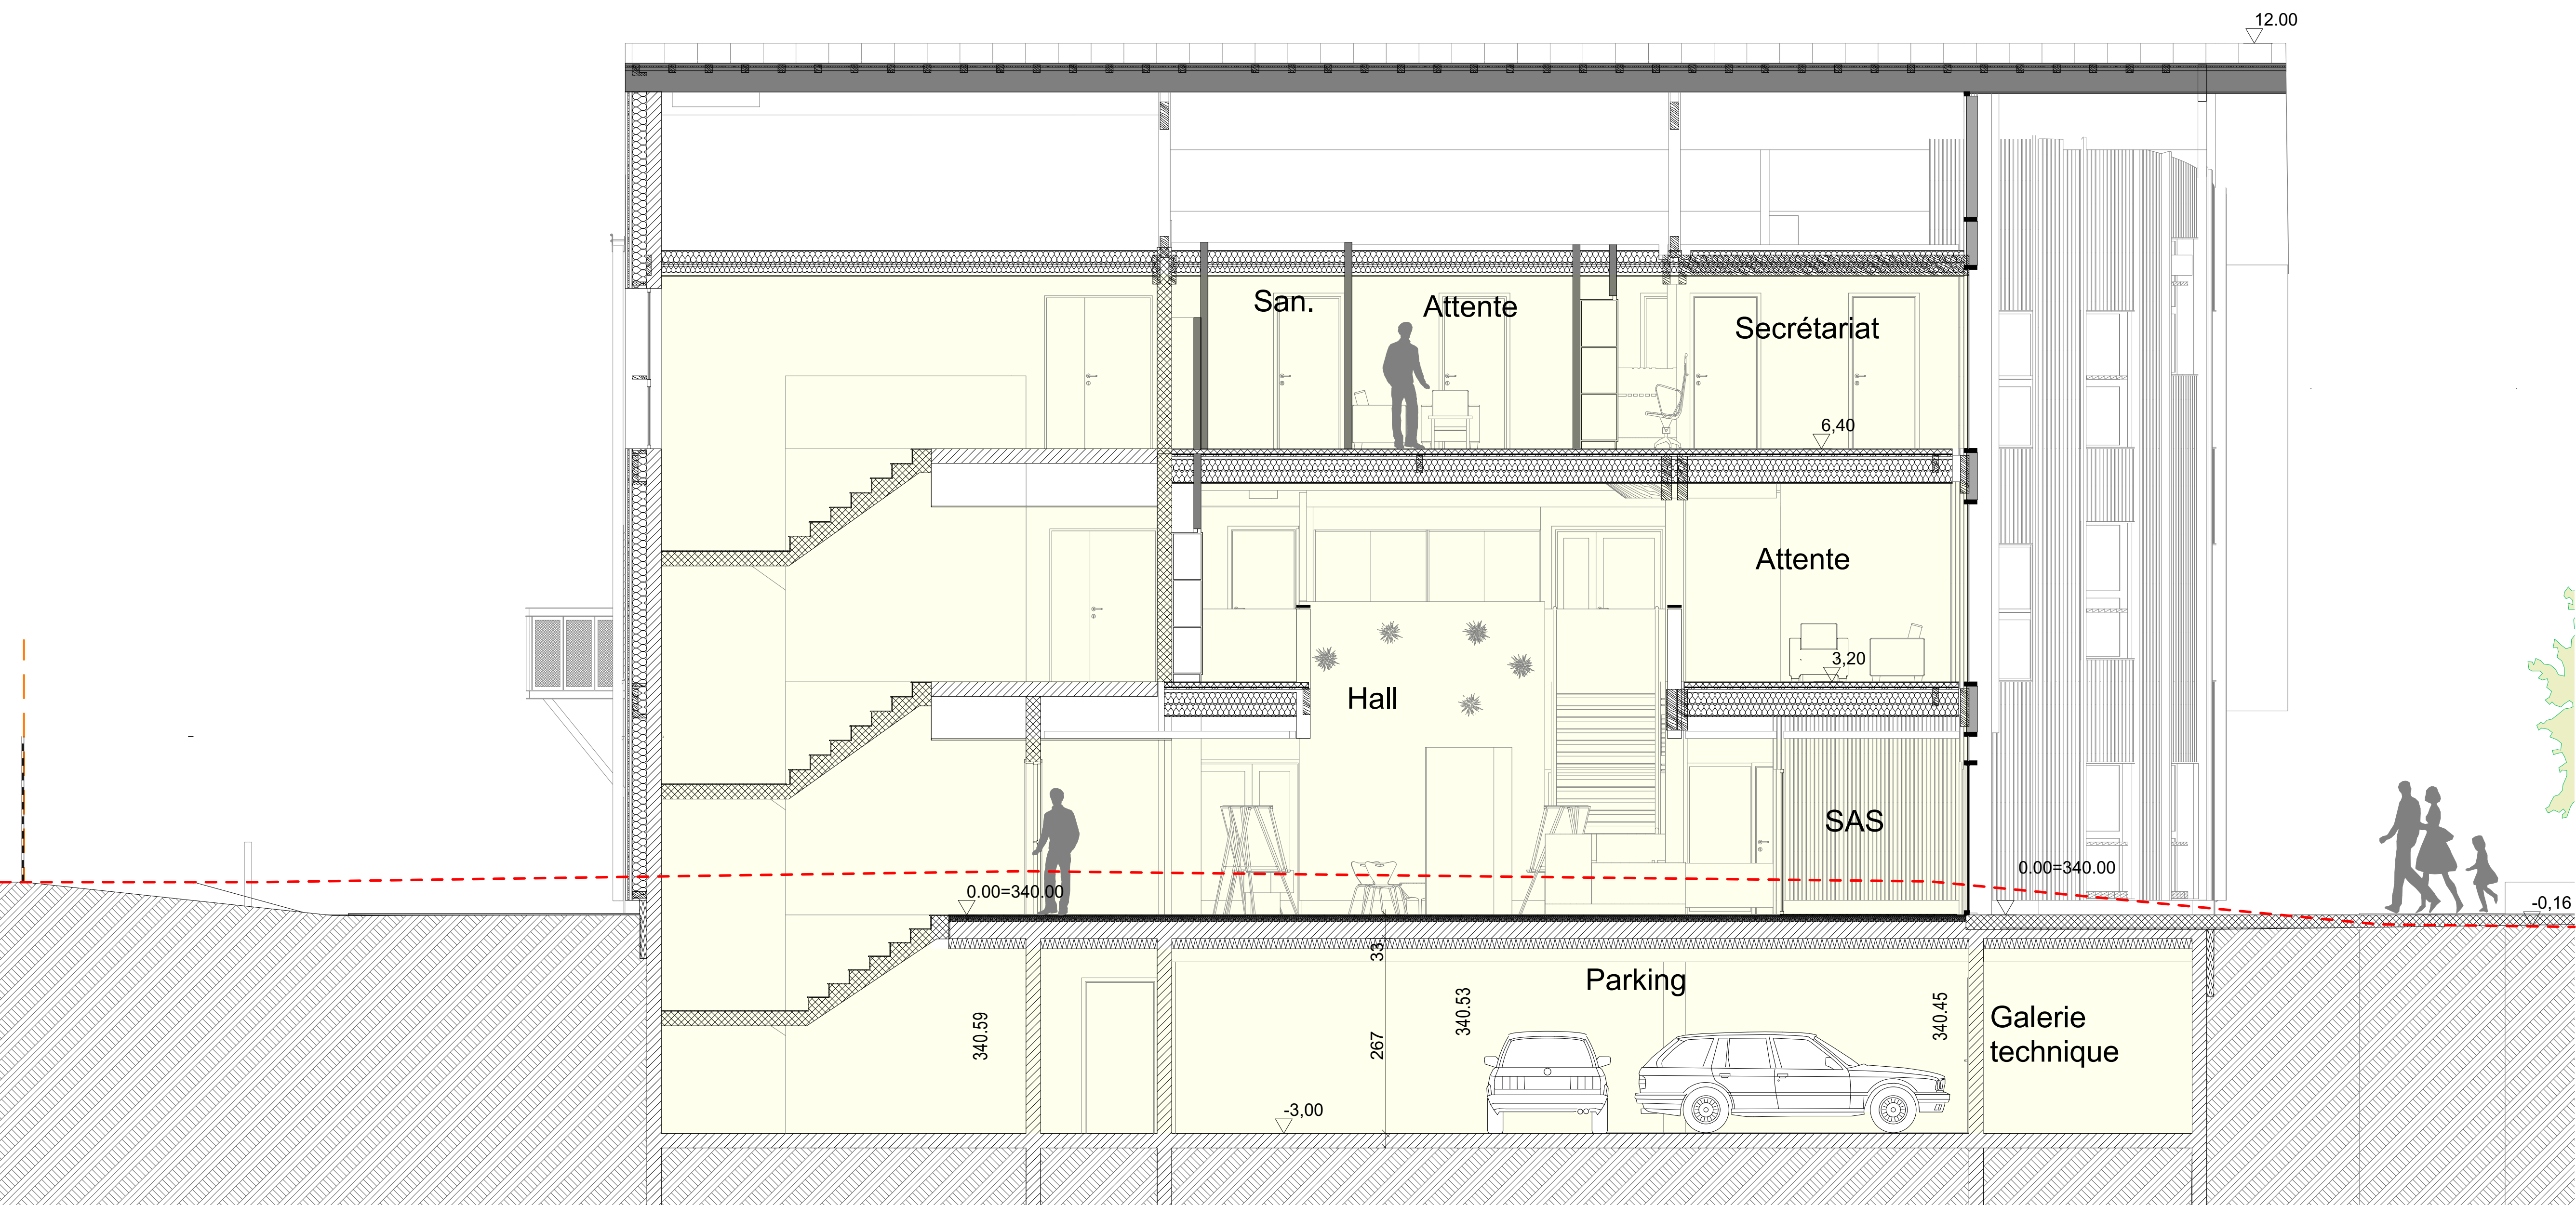 12.00
San.
Attente
Secrétariat
6,40
Attente
3,20
Hall
SAS
0.00=340.00
0.00=340.00
-0,16
33
Parking
340.59
267
340.53
340.45
Galerie
technique
-3,00